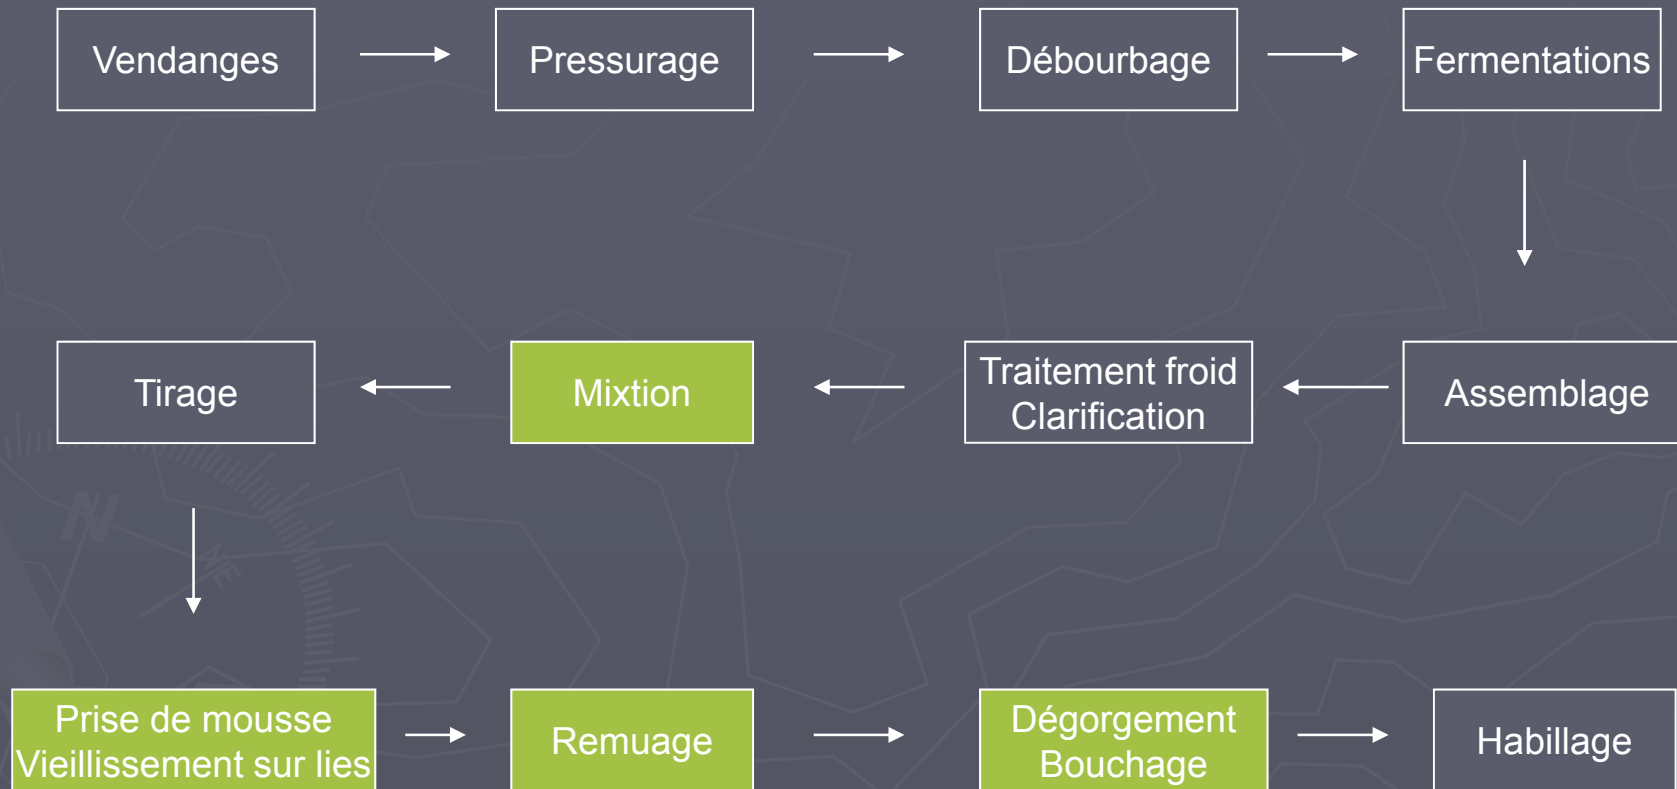 Vendanges
Pressurage
Débourbage
Fermentations
Tirage
Mixtion
Traitement froid
Clarification
Assemblage
N
NE
Prise de mousse
Vieillissement sur lies
Remuage
Dégorgement
Bouchage
Habillage